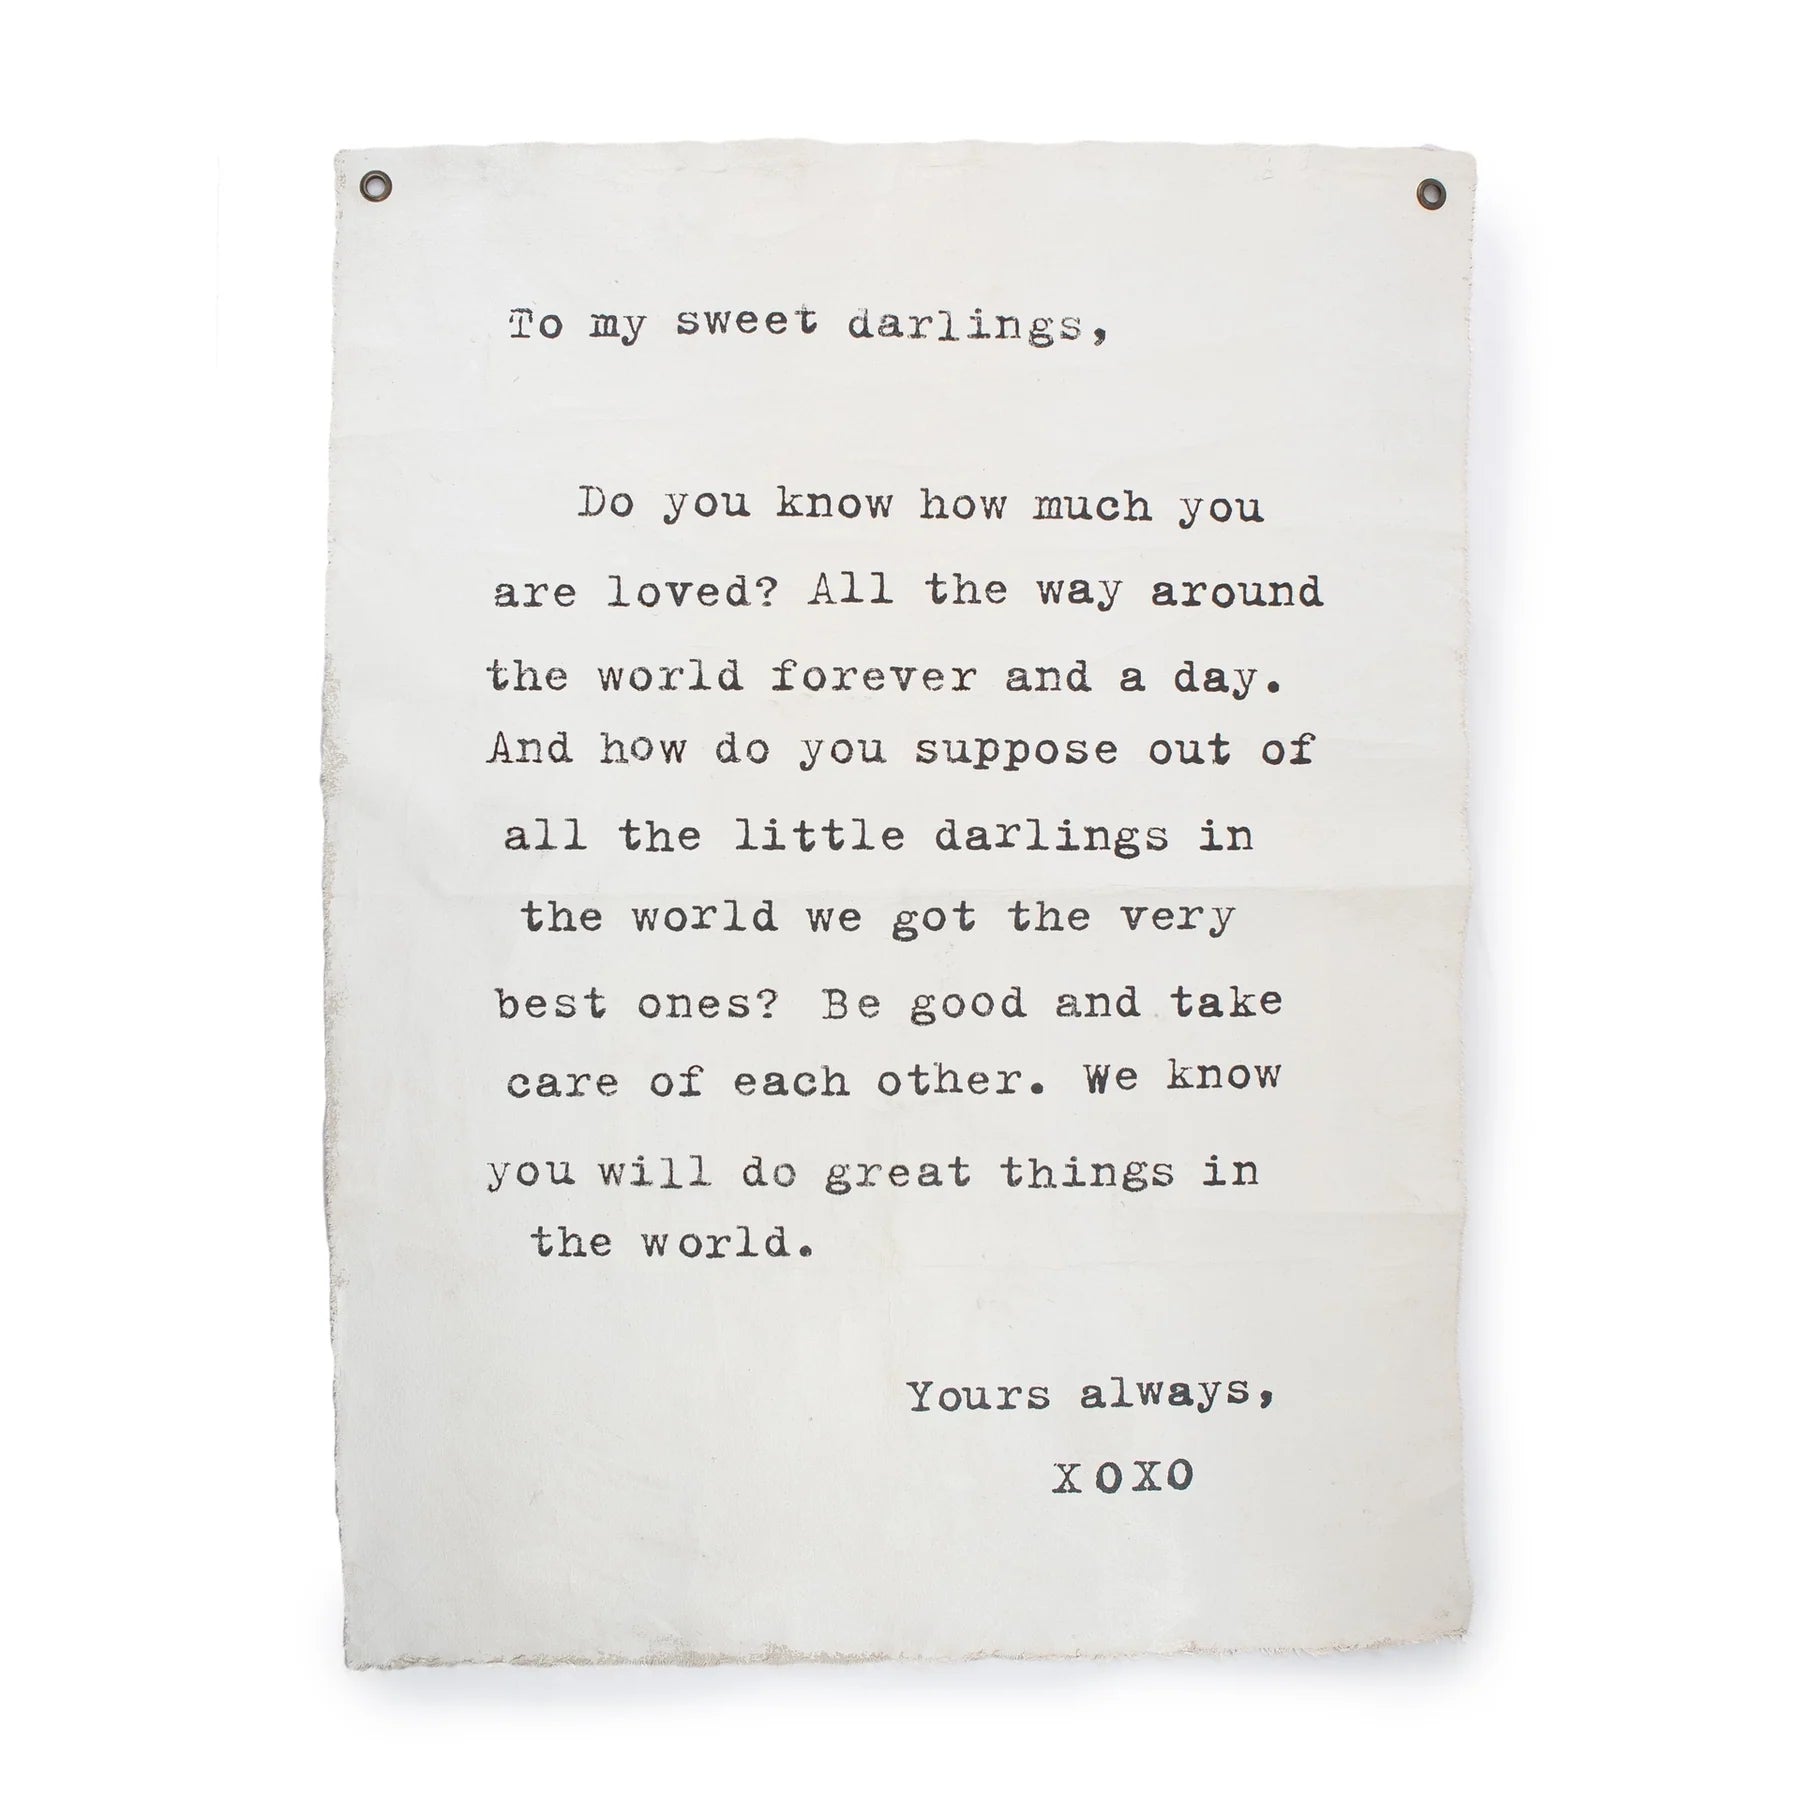 To my sweet darlings,
Do you know how much you
are loved? All the way around
the world forever and a day.
And how do you suppose out of
all the little darlings in
the world we got the very
best ones? Be good and take
care of each other. We know
you will do great things in
the world.
Yours always,
XOXO